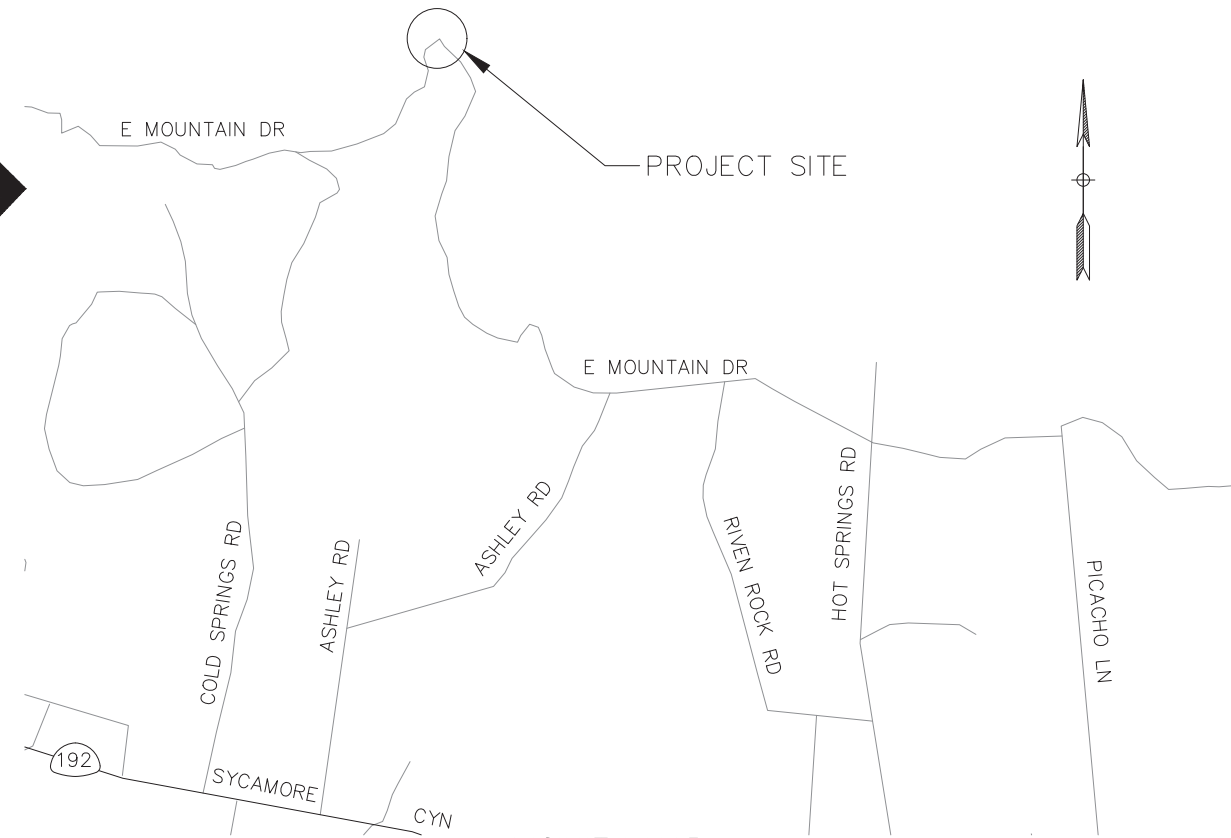 E MOUNTAIN DR
PROJECT SITE
E MOUNTAIN DR
COLD SPRINGS RD
ASHLEY RD
ASHLEY RD
RIVEN ROCK RD
HOT SPRINGS RD
PICACHO LN
192
SYCAMORE
CYN